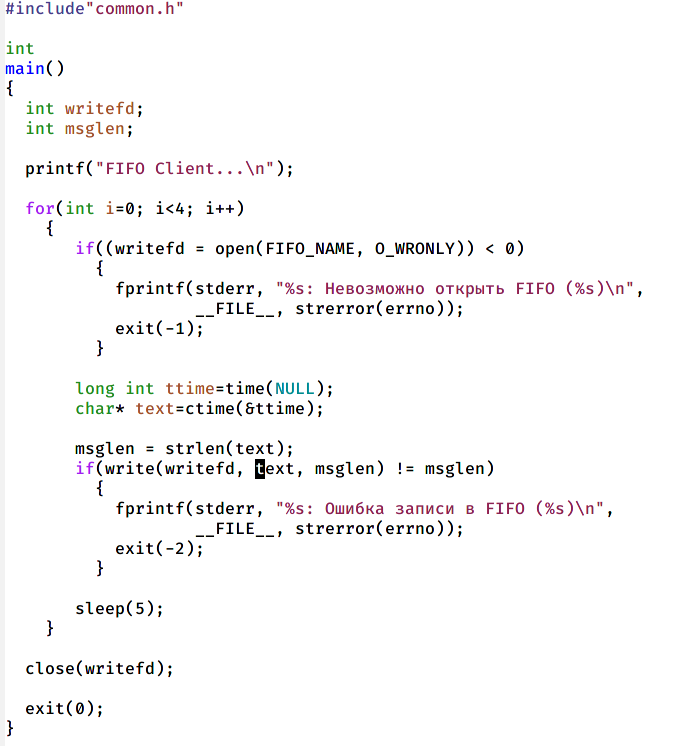 #include"common.h"
int
main()
{
int writefd;
int msglen;
printf("FIFO Client...\n");
for(int i=0; i<4; i++)
{
if((writefd = open(FIFO_NAME, O_WRONLY)) < 0)
{
fprintf(stderr, "%s: Невозможно открыть FIFO (%s)\n",
__FILE__, strerror(errno));
exit(-1);
}
long int ttime=time(NULL);
char* text=ctime(&ttime);
msglen = strlen(text);
if(write(writefd, text, msglen) != msglen)
{
fprintf(stderr, "%s: Ошибка записи в FIFO (%s)\n",
__FILE__, strerror(errno));
exit(-2);
}
sleep(5);
}
close(writefd);
exit(0);
}